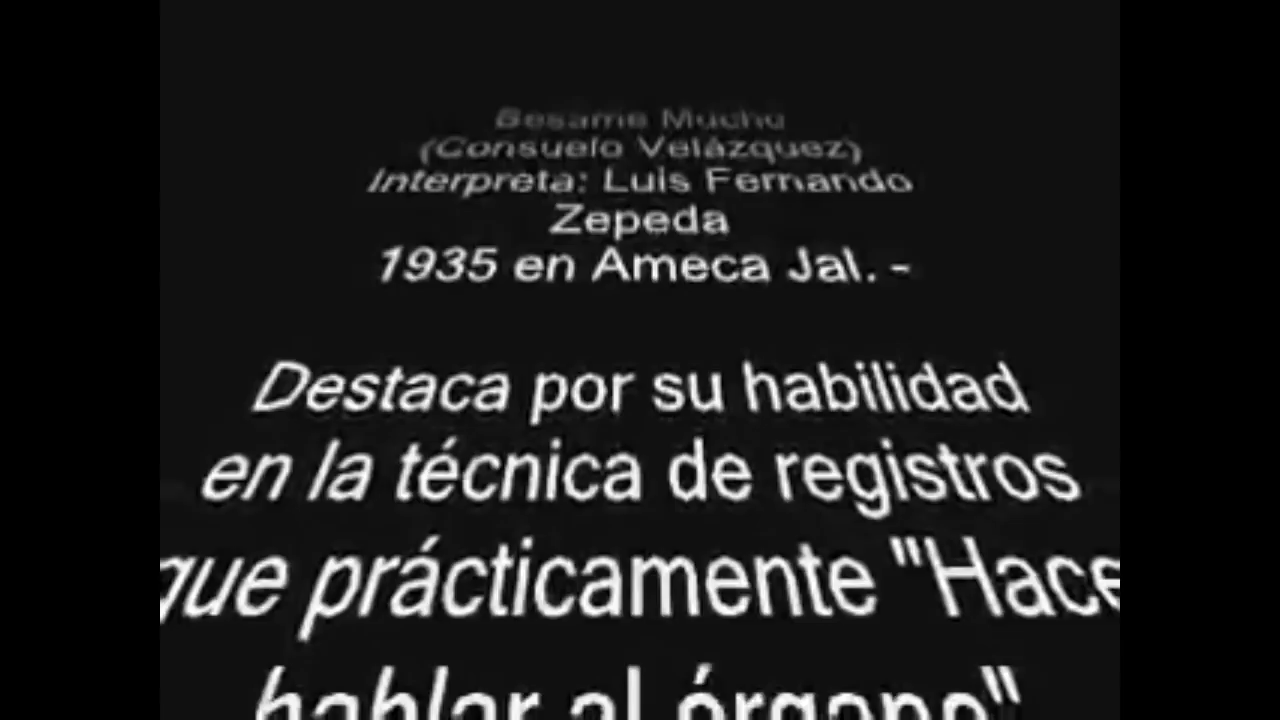 Besame Mucho
(Consuelo Velázquez)
Interpreta: Luis Fernando
Zepeda
1935 en Ameca Jal. -
Destaca por su habilidad
en la técnica de registros
que prácticamente "Hace
hablar al órgano"